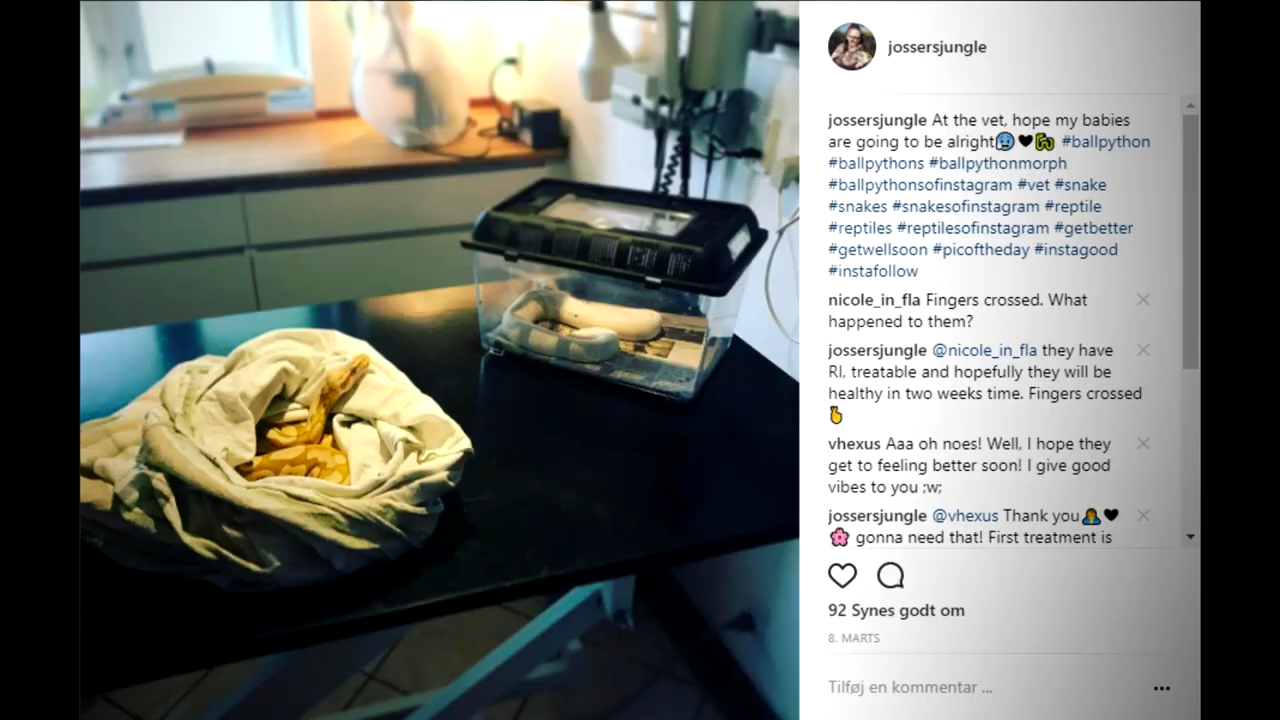 jossersjungle
jossersjungle At the vet, hope my babies
are going to be alright😢🖤🐍 #ballpython
#ballpythons #ballpythonmorph
#ballpythonsofinstagram #vet #snake
#snakes #snakesofinstagram #reptile
#reptiles #reptilesofinstagram #getbetter
#getwellsoon #picoftheday #instagood
#instafollow
nicole_in_fla Fingers crossed. What
happened to them?
jossersjungle @nicole_in_fla they have
RI, treatable and hopefully they will be
healthy in two weeks time. Fingers crossed
🤞
vhexus Aaa oh noes! Well, I hope they
get to feeling better soon! I give good
vibes to you ;w;
jossersjungle @vhexus Thank you🤦🖤
🌸 gonna need that! First treatment is
92 Synes godt om
8. MARTS
Tilføj en kommentar ...